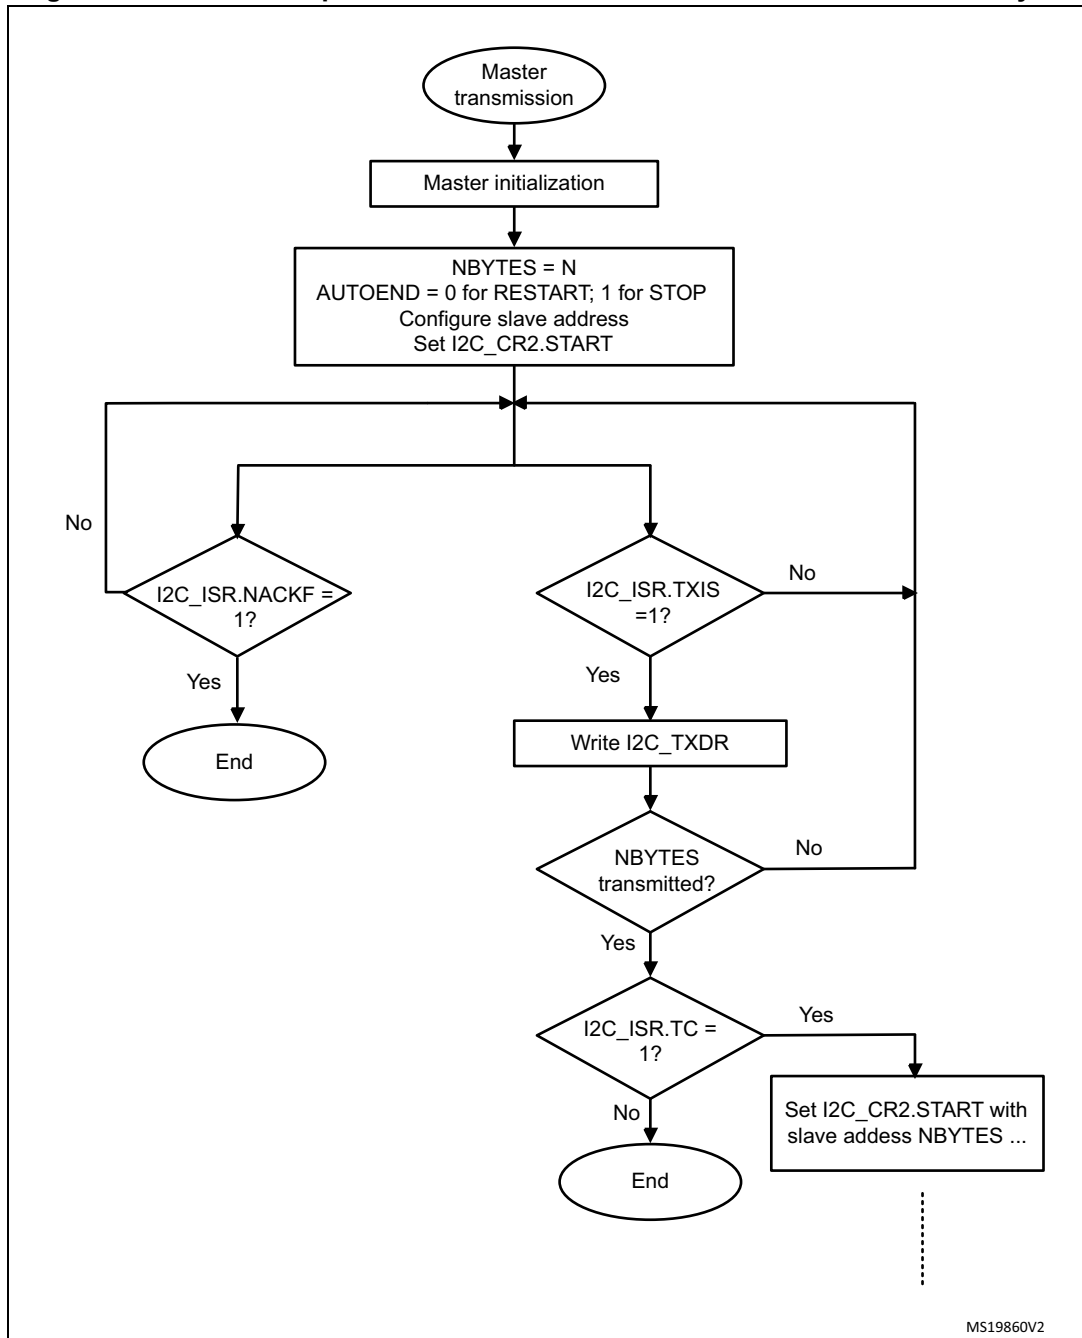 Master
transmission
Master initialization
NBYTES = N
AUTOEND = 0 for RESTART; 1 for STOP
Configure slave address
Set I2C_CR2.START
No
I2C_ISR.NACKF =
1?
Yes
End
I2C_ISR.TXIS
=1?
No
Yes
Write I2C_TXDR
NBYTES
transmitted?
No
Yes
I2C_ISR.TC =
1?
Yes
No
Set I2C_CR2.START with
slave addess NBYTES ...
End
MS19860V2